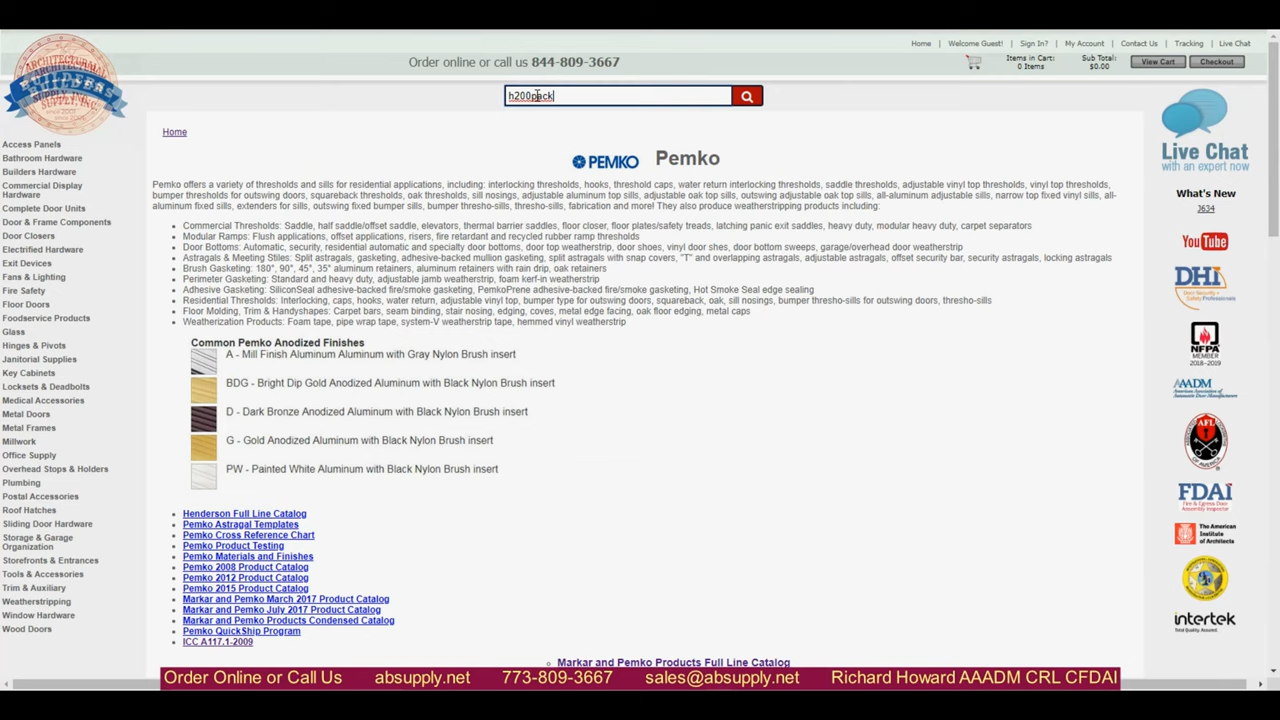 Home | Welcome Guest! | Sign In? | My Account | Contact Us | Tracking | Live Chat
Order online or call us 844-809-3667
Items in Cart:
0 Items
Sub Total:
$0.00
View Cart
Checkout
ARCHITECTURAL
BUILDERS
SUPPLY, INC.
h200pack
Home
PEMKO Pemko
Access Panels
Bathroom Hardware
Builders Hardware
Commercial Display
Hardware
Complete Door Units
Door & Frame Components
Door Closers
Electrified Hardware
Exit Devices
Fans & Lighting
Fire Safety
Floor Doors
Foodservice Products
Glass
Hinges & Pivots
Janitorial Supplies
Key Cabinets
Locksets & Deadbolts
Medical Accessories
Metal Doors
Metal Frames
Millwork
Office Supply
Overhead Stops & Holders
Plumbing
Postal Accessories
Roof Hatches
Sliding Door Hardware
Storage & Garage
Organization
Storefronts & Entrances
Tools & Accessories
Trim & Auxiliary
Weatherstripping
Window Hardware
Wood Doors
Pemko offers a variety of thresholds and sills for residential applications, including: interlocking thresholds, hooks, threshold caps, water return interlocking thresholds, saddle thresholds, adjustable vinyl top thresholds, vinyl top thresholds,
bumper thresholds for outswing doors, squareback thresholds, oak thresholds, sill nosings, adjustable aluminum top sills, adjustable oak top sills, outswing adjustable oak top sills, all-aluminum adjustable sills, narrow top fixed vinyl sills, all-
aluminum fixed sills, extenders for sills, outswing fixed bumper sills, bumper thresho-sills, thresho-sills, fabrication and more! They also produce weatherstripping products including:
Commercial Thresholds: Saddle, half saddle/offset saddle, elevators, thermal barrier saddles, floor closer, floor plates/safety treads, latching panic exit saddles, heavy duty, modular heavy duty, carpet separators
Modular Ramps: Flush applications, offset applications, risers, fire retardant and recycled rubber ramp thresholds
Door Bottoms: Automatic, security, residential automatic and specialty door bottoms, door top weatherstrip, door shoes, vinyl door shes, door bottom sweeps, garage/overhead door weatherstrip
Astragals & Meeting Stiles: Split astragals, gasketing, adhesive-backed mullion gasketing, split astragals with snap covers, "T" and overlapping astragals, adjustable astragals, offset security bar, security astragals, locking astragals
Brush Gasketing: 180°, 90°, 45°, 35° aluminum retainers, aluminum retainers with rain drip, oak retainers
Perimeter Gasketing: Standard and heavy duty, adjustable jamb weatherstrip, foam kerf-in weatherstrip
Adhesive Gasketing: SiliconSeal adhesive-backed fire/smoke gasketing, PemkoPrene adhesive-backed fire/smoke gasketing, Hot Smoke Seal edge sealing
Residential Thresholds: Interlocking, caps, hooks, water return, adjustable vinyl top, bumper type for outswing doors, squareback, oak, sill nosings, bumper thresho-sills for outswing doors, thresho-sills
Floor Molding, Trim & Handyshapes: Carpet bars, seam binding, stair nosing, edging, coves, metal edge facing, oak floor edging, metal caps
Weatherization Products: Foam tape, pipe wrap tape, system-V weatherstrip tape, hemmed vinyl weatherstrip
Common Pemko Anodized Finishes
A - Mill Finish Aluminum Aluminum with Gray Nylon Brush insert
BDG - Bright Dip Gold Anodized Aluminum with Black Nylon Brush insert
D - Dark Bronze Anodized Aluminum with Black Nylon Brush insert
G - Gold Anodized Aluminum with Black Nylon Brush insert
PW - Painted White Aluminum with Black Nylon Brush insert
Henderson Full Line Catalog
Pemko Astragal Templates
Pemko Cross Reference Chart
Pemko Product Testing
Pemko Materials and Finishes
Pemko 2008 Product Catalog
Pemko 2012 Product Catalog
Pemko 2015 Product Catalog
Markar and Pemko March 2017 Product Catalog
Markar and Pemko July 2017 Product Catalog
Markar and Pemko Products Condensed Catalog
Pemko QuickShip Program
ICC A117.1-2009
Markar and Pemko Products Full Line Catalog
Live Chat
with an expert now
What's New
J634
YouTube
DHI
NFPA
MEMBER
2018-2019
AADM
AFL
FDAI
The American
Institute
of Architects
intertek
Total Quality. Assured.
Order Online or Call Us absupply.net 773-809-3667 sales@absupply.net Richard Howard AAADM CRL CFDAI